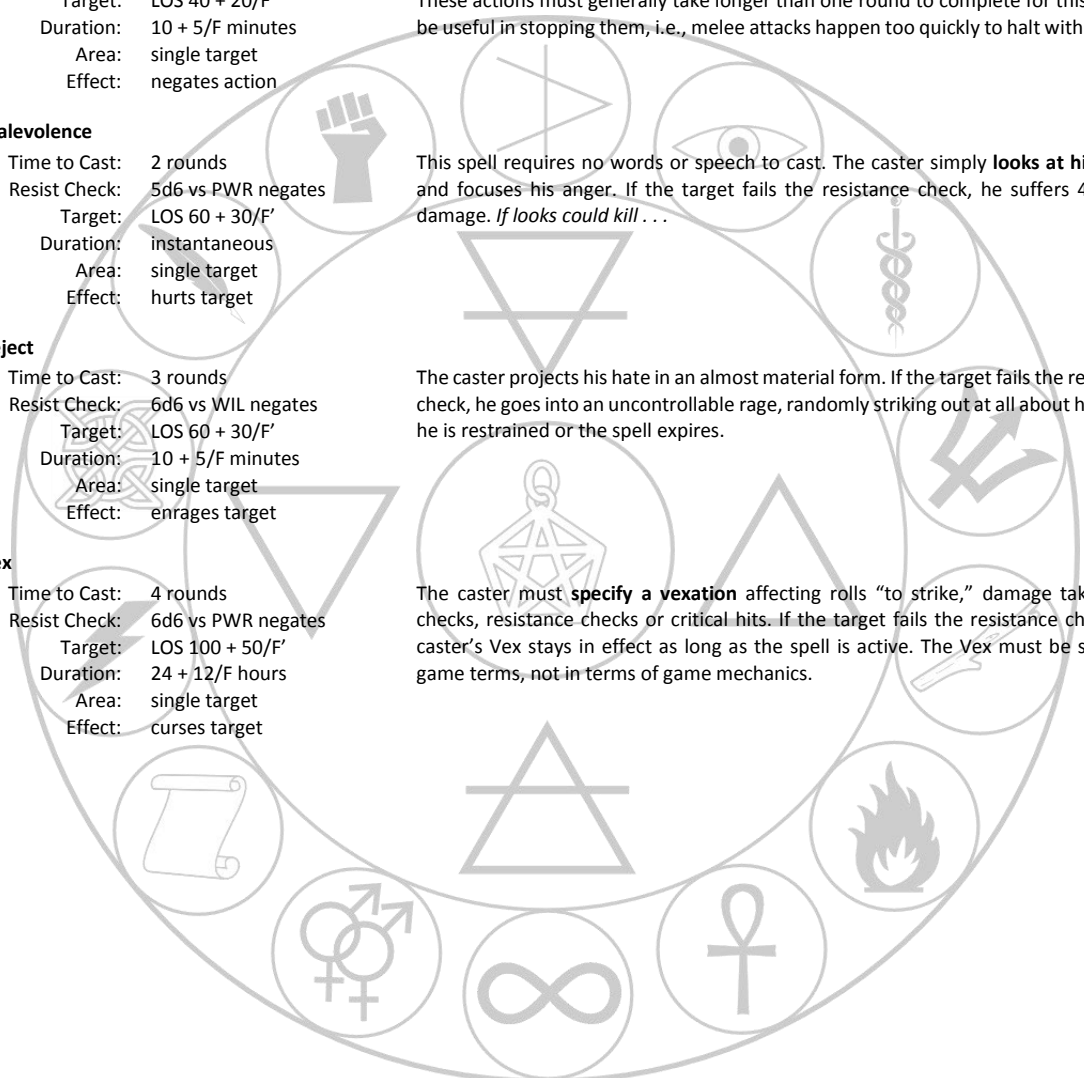 Target: LOS 40 + 20/F'
Duration: 10 + 5/F minutes
Area: single target
Effect: negates action
These actions must generally take longer than one round to complete for this
be useful in stopping them, i.e., melee attacks happen too quickly to halt with
alevolence
Time to Cast: 2 rounds
Resist Check: 5d6 vs PWR negates
Target: LOS 60 + 30/F’
Duration: instantaneous
Area: single target
Effect: hurts target
This spell requires no words or speech to cast. The caster simply looks at hi
and focuses his anger. If the target fails the resistance check, he suffers 4
damage. If looks could kill . . .
ject
Time to Cast: 3 rounds
Resist Check: 6d6 vs WIL negates
Target: LOS 60 + 30/F’
Duration: 10 + 5/F minutes
Area: single target
Effect: enrages target
The caster projects his hate in an almost material form. If the target fails the re
check, he goes into an uncontrollable rage, randomly striking out at all about h
he is restrained or the spell expires.
ex
Time to Cast: 4 rounds
Resist Check: 6d6 vs PWR negates
Target: LOS 100 + 50/F’
Duration: 24 + 12/F hours
Area: single target
Effect: curses target
The caster must specify a vexation affecting rolls “to strike,” damage tak
checks, resistance checks or critical hits. If the target fails the resistance ch
caster’s Vex stays in effect as long as the spell is active. The Vex must be s
game terms, not in terms of game mechanics.